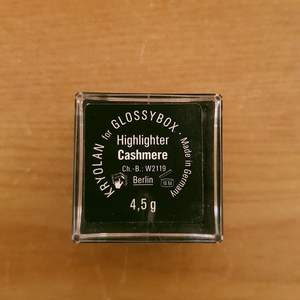 KRYOLAN for GLOSSYBOX · Made in Germany
Highlighter
Cashmere
Ch.-B.: W2119
Berlin
4,5 g